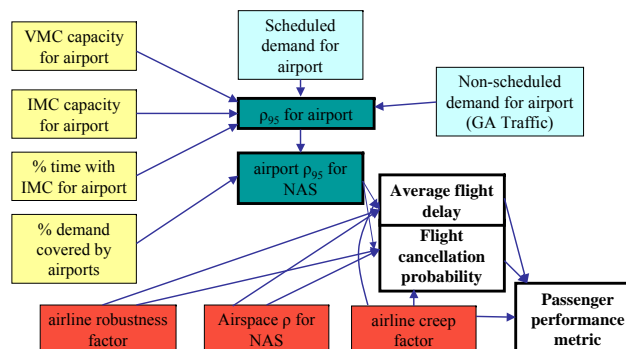 VMC capacity
for airport
Scheduled
demand for
airport
IMC capacity
for airport
ρ95 for airport
Non-scheduled
demand for airport
(GA Traffic)
% time with
IMC for airport
airport ρ95 for
NAS
Average flight
delay
% demand
covered by
airports
Flight
cancellation
probability
airline robustness
factor
Airspace ρ for
NAS
airline creep
factor
Passenger
performance
metric